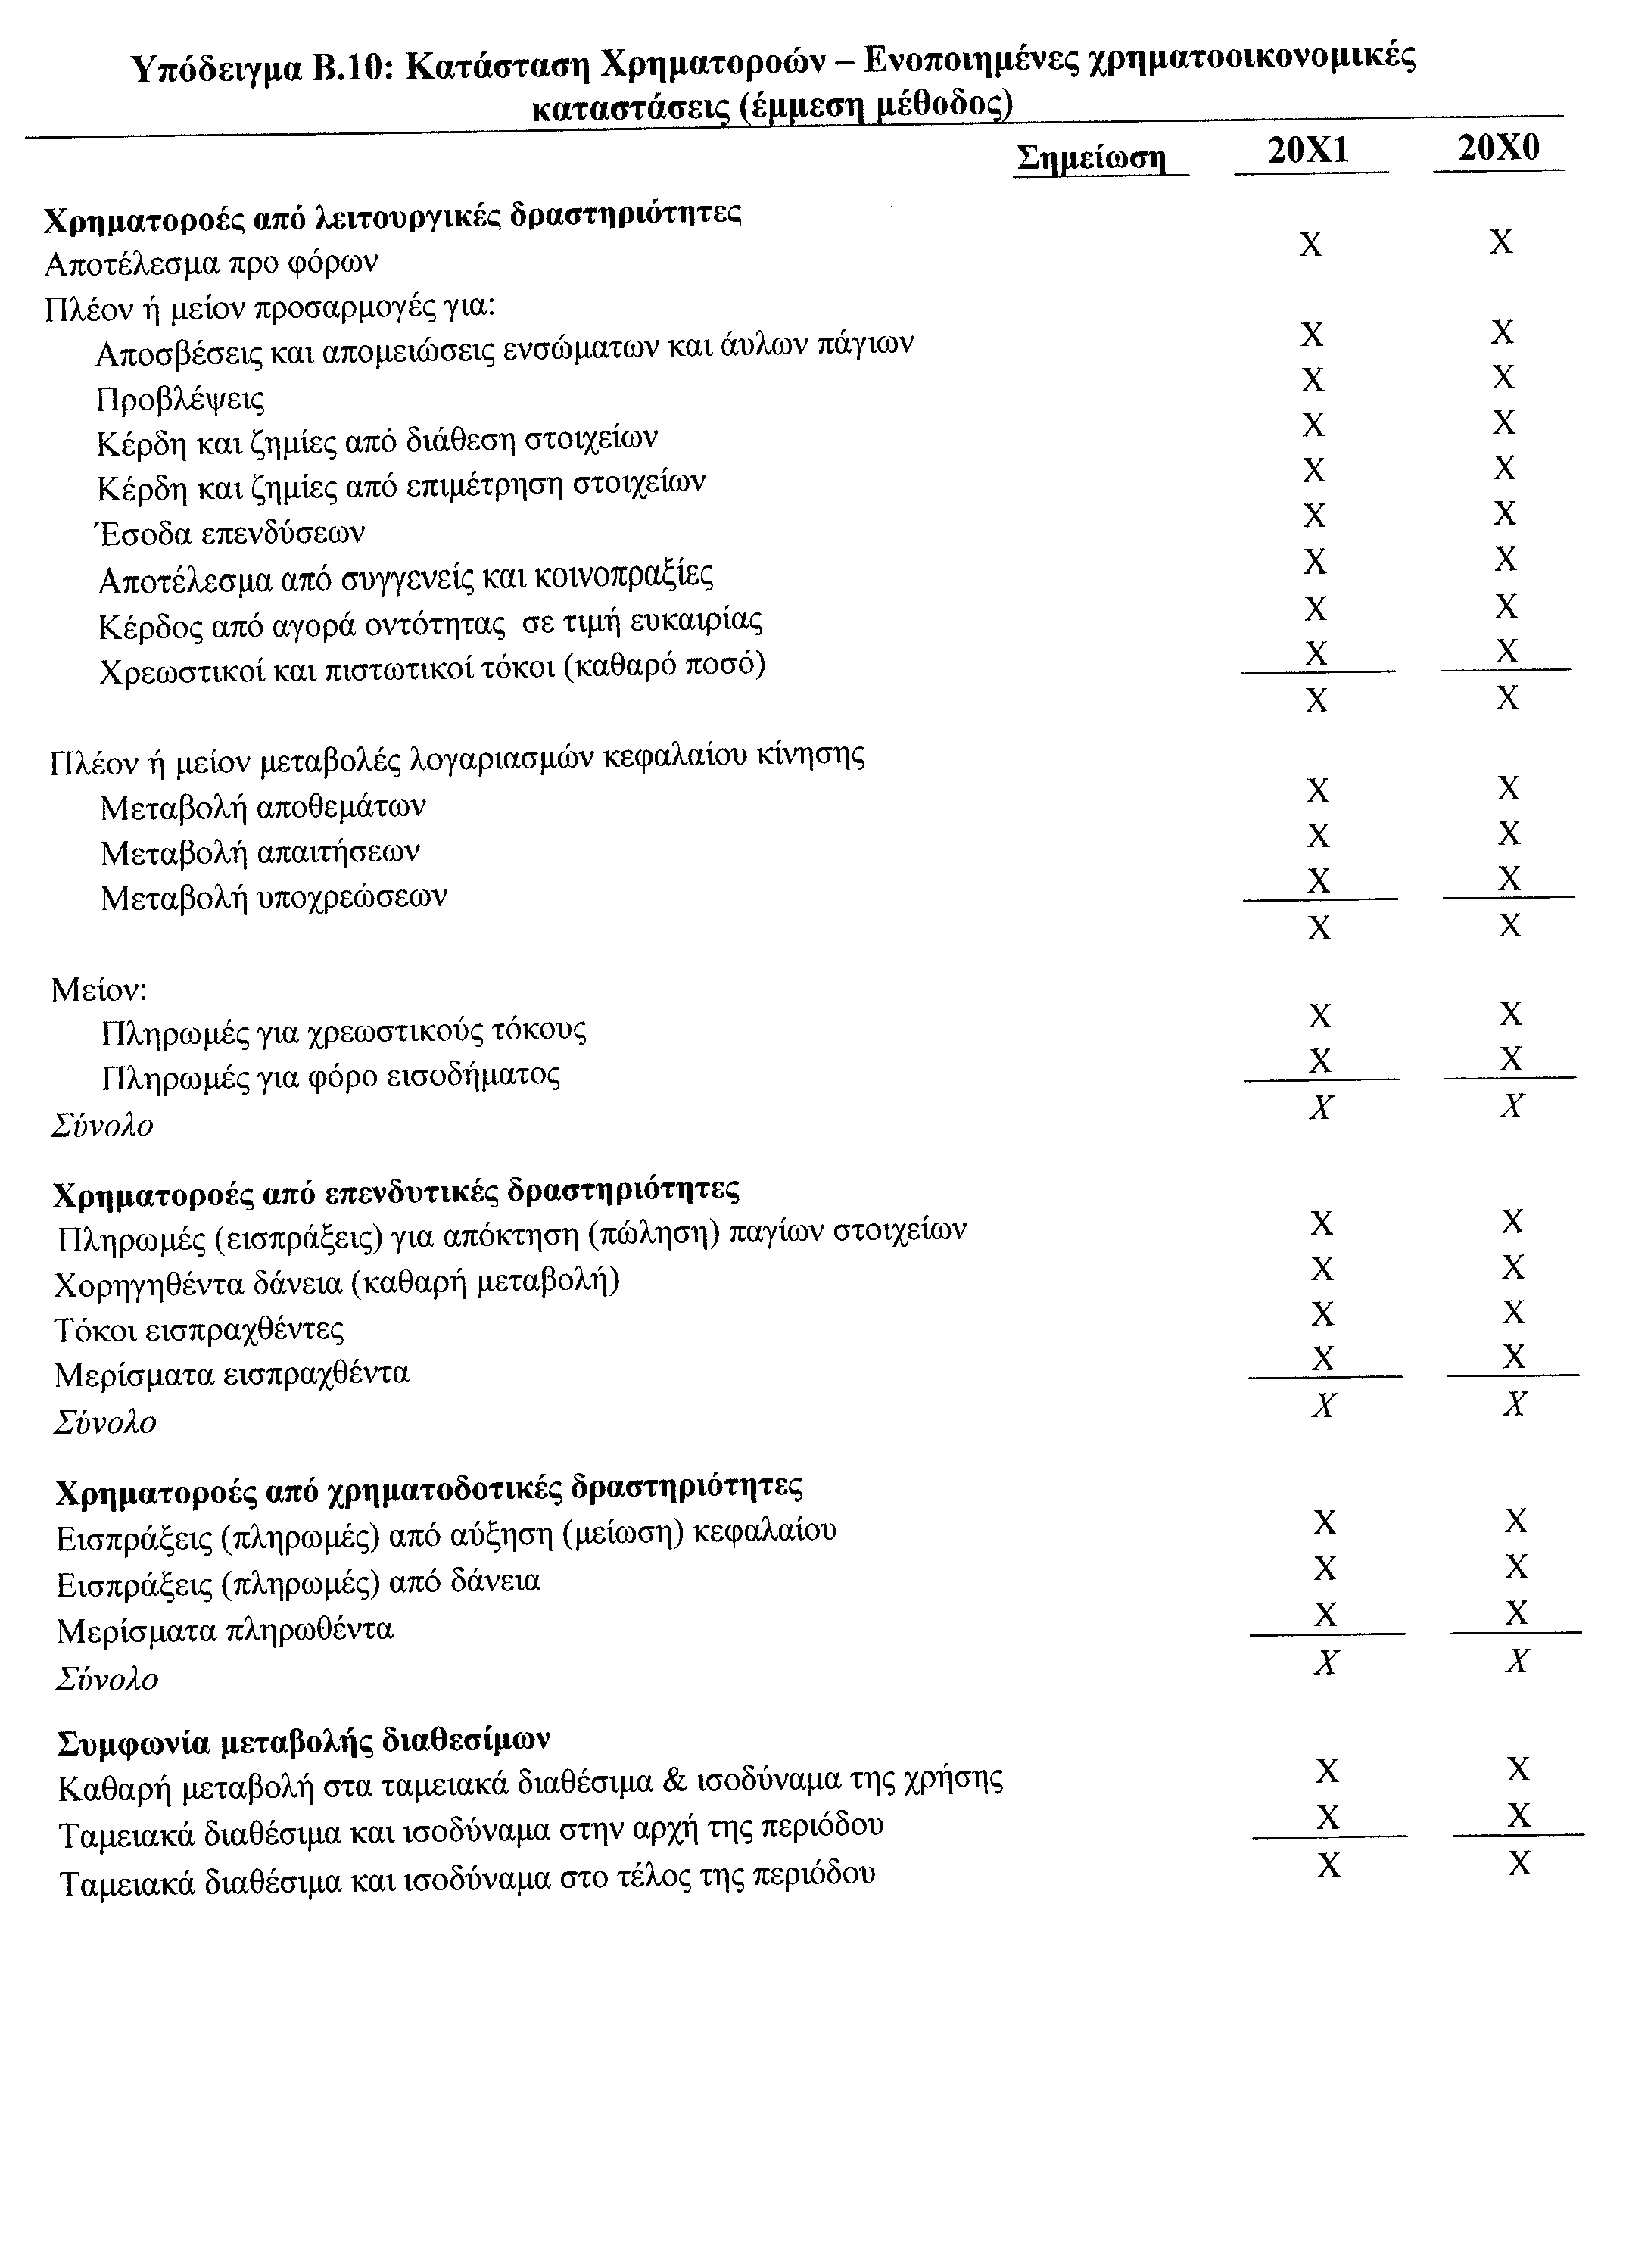 Υπόδειγμα Β.10: Κατάσταση Χρηματοροών – Ενοποιημένες χρηματοοικονομικές
καταστάσεις (έμμεση μέθοδος)
Σημείωση 20X1 20X0
Χρηματοροές από λειτουργικές δραστηριότητες
Αποτέλεσμα προ φόρων X X
Πλέον ή μείον προσαρμογές για:
Αποσβέσεις και απομειώσεις ενσώματων και άυλων πάγιων X X
Προβλέψεις X X
Κέρδη και ζημίες από διάθεση στοιχείων X X
Κέρδη και ζημίες από επιμέτρηση στοιχείων X X
Έσοδα επενδύσεων X X
Αποτέλεσμα από συγγενείς και κοινοπραξίες X X
Κέρδος από αγορά οντότητας σε τιμή ευκαιρίας X X
Χρεωστικοί και πιστωτικοί τόκοι (καθαρό ποσό) X X
X X
Πλέον ή μείον μεταβολές λογαριασμών κεφαλαίου κίνησης
Μεταβολή αποθεμάτων X X
Μεταβολή απαιτήσεων X X
Μεταβολή υποχρεώσεων X X
X X
Μείον:
Πληρωμές για χρεωστικούς τόκους X X
Πληρωμές για φόρο εισοδήματος X X
Σύνολο X X
Χρηματοροές από επενδυτικές δραστηριότητες
Πληρωμές (εισπράξεις) για απόκτηση (πώληση) παγίων στοιχείων X X
Χορηγηθέντα δάνεια (καθαρή μεταβολή) X X
Τόκοι εισπραχθέντες X X
Μερίσματα εισπραχθέντα X X
Σύνολο X X
Χρηματοροές από χρηματοδοτικές δραστηριότητες
Εισπράξεις (πληρωμές) από αύξηση (μείωση) κεφαλαίου X X
Εισπράξεις (πληρωμές) από δάνεια X X
Μερίσματα πληρωθέντα X X
Σύνολο X X
Συμφωνία μεταβολής διαθεσίμων
Καθαρή μεταβολή στα ταμειακά διαθέσιμα & ισοδύναμα της χρήσης X X
Ταμειακά διαθέσιμα και ισοδύναμα στην αρχή της περιόδου X X
Ταμειακά διαθέσιμα και ισοδύναμα στο τέλος της περιόδου X X